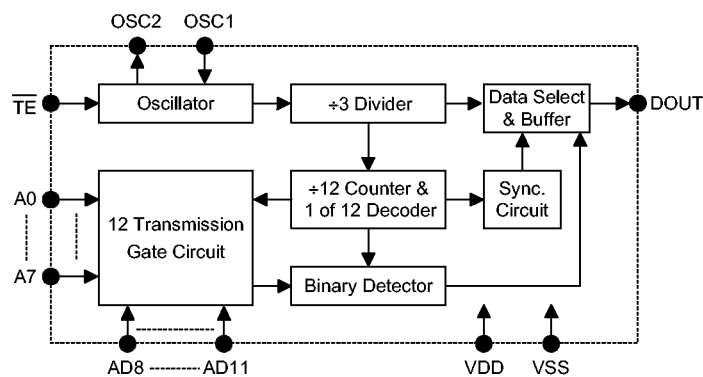 OSC2 OSC1
TE
Oscillator
÷3 Divider
Data Select
& Buffer
DOUT
A0
A7
12 Transmission
Gate Circuit
÷12 Counter &
1 of 12 Decoder
Sync.
Circuit
Binary Detector
AD8 AD11
VDD
VSS